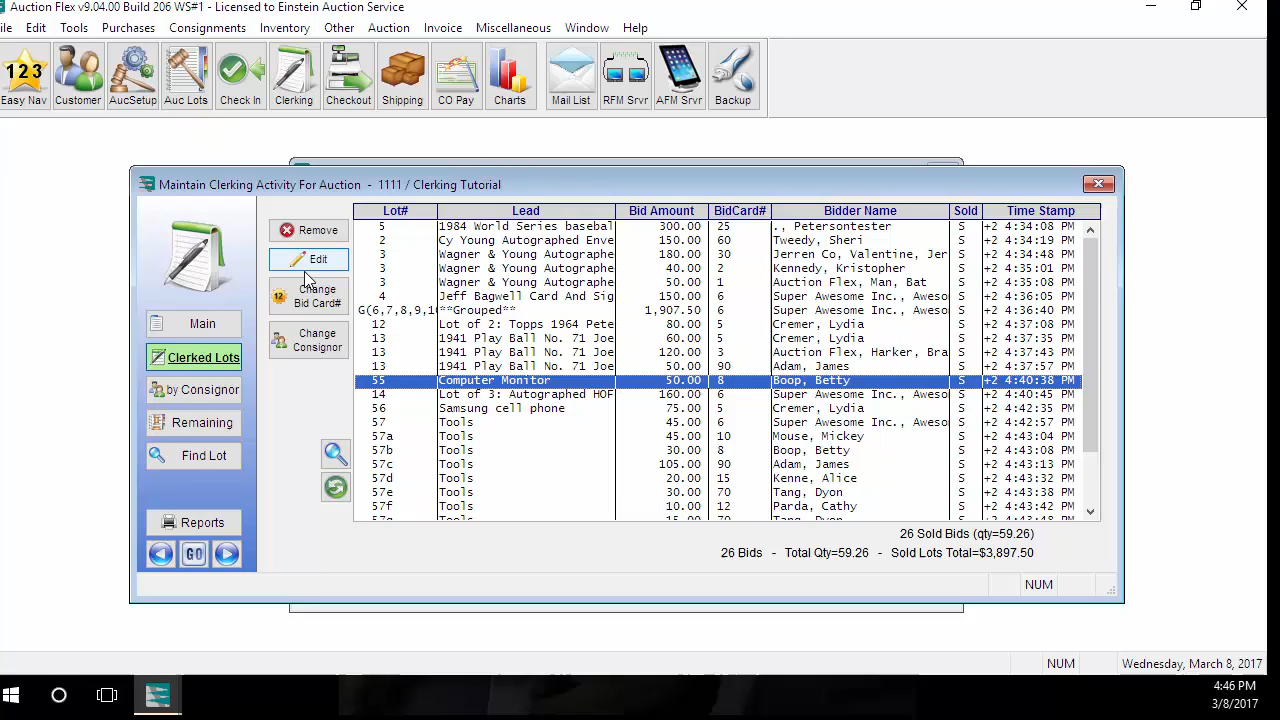 Auction Flex v9.04.00 Build 206 WS#1 - Licensed to Einstein Auction Service
ile Edit Tools Purchases Consignments Inventory Other Auction Invoice Miscellaneous Window Help
1 2 3
Easy Nav Customer AucSetup Auc Lots Check In Clerking Checkout Shipping CO Pay Charts Mail List RFM Srvr AFM Srvr Backup
Maintain Clerking Activity For Auction - 1111 / Clerking Tutorial
Remove
Edit
12 Change Bid Card#
Change Consignor
Main
Clerked Lots
by Consignor
Remaining
Find Lot
Reports
GO
Lot# Lead Bid Amount BidCard# Bidder Name Sold Time Stamp
5 1984 World Series basebal 300.00 25 ., Petersontester S +2 4:34:08 PM
2 Cy Young Autographed Enve 150.00 60 Tweedy, Sheri S +2 4:34:19 PM
3 Wagner & Young Autographe 180.00 30 Jerren Co, Valentine, Jer S +2 4:34:49 PM
3 Wagner & Young Autographe 40.00 2 Kennedy, Kristopher S +2 4:35:01 PM
3 Wagner & Young Autographe 50.00 1 Auction Flex, Man, Bat S +2 4:35:08 PM
4 Jeff Bagwell Card And Sig 150.00 6 Super Awesome Inc., Aweso S +2 4:35:06 PM
G(6,7,8,9,10 **Grouped** 1,907.50 6 Super Awesome Inc., Aweso S +2 4:36:40 PM
12 Lot of 2: Topps 1964 Pete 80.00 5 Cremer, Lydia S +2 4:37:08 PM
13 1941 Play Ball No. 71 Joe 60.00 5 Cremer, Lydia S +2 4:37:35 PM
13 1941 Play Ball No. 71 Joe 120.00 3 Auction Flex, Harker, Bra S +2 4:37:43 PM
13 1941 Play Ball No. 71 Joe 50.00 90 Adam, James S +2 4:37:57 PM
55 Computer Monitor 50.00 8 Boop, Betty S +2 4:40:38 PM
14 Lot of 3: Autographed HOF 160.00 6 Super Awesome Inc., Aweso S +2 4:40:45 PM
56 Samsung cell phone 75.00 5 Cremer, Lydia S +2 4:42:35 PM
57 Tools 45.00 6 Super Awesome Inc., Aweso S +2 4:42:57 PM
57a Tools 45.00 10 Mouse, Mickey S +2 4:43:04 PM
57b Tools 30.00 8 Boop, Betty S +2 4:43:08 PM
57c Tools 105.00 90 Adam, James S +2 4:43:13 PM
57d Tools 20.00 15 Kenne, Alice S +2 4:43:32 PM
57e Tools 30.00 70 Tang, Dyon S +2 4:43:38 PM
57f Tools 10.00 12 Parda, Cathy S +2 4:43:42 PM
57g Tools 15.00 70 Tang, Dyon S +2 4:43:48 PM
26 Sold Bids (qty=59.26)
26 Bids - Total Qty=59.26 - Sold Lots Total=$3,897.50
NUM
NUM Wednesday, March 8, 2017
4:46 PM
3/8/2017